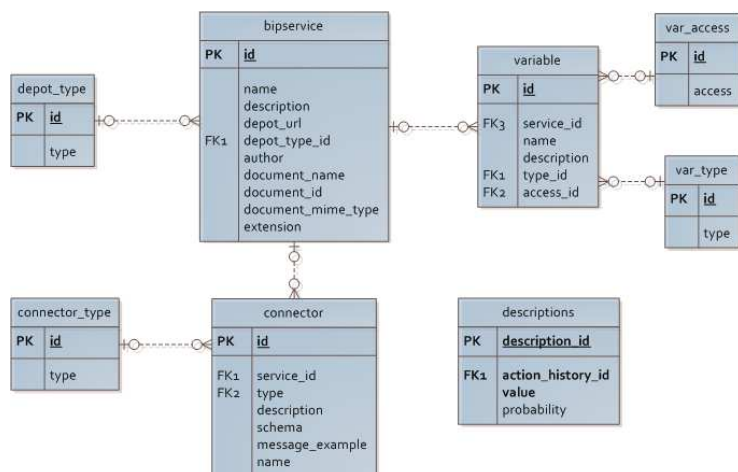 bipservice
PK id
name
description
depot_url
FK1 depot_type_id
author
document_name
document_id
document_mime_type
extension
depot_type
PK id
type
variable
PK id
FK3 service_id
name
description
FK1 type_id
FK2 access_id
var_access
PK id
access
var_type
PK id
type
connector_type
PK id
type
connector
PK id
FK1 service_id
FK2 type
description
schema
message_example
name
descriptions
PK description_id
FK1 action_history_id
value
probability